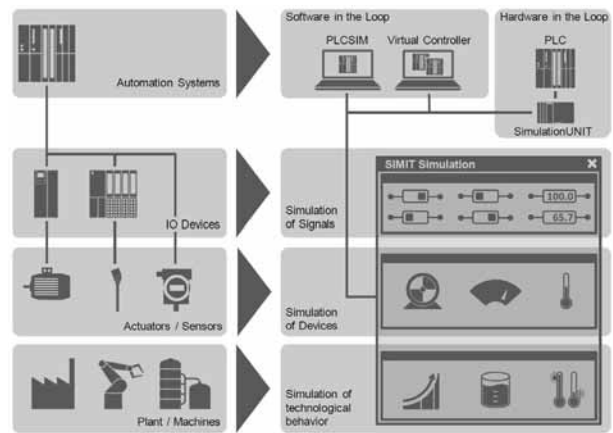 Software in the Loop
Hardware in the Loop
PLCSIM
Virtual Controller
PLC
Automation Systems
SimulationUNIT
SIMIT Simulation
100.0
65.7
IO Devices
Simulation
of Signals
Actuators / Sensors
Simulation
of Devices
Plant / Machines
Simulation of
technological
behavior